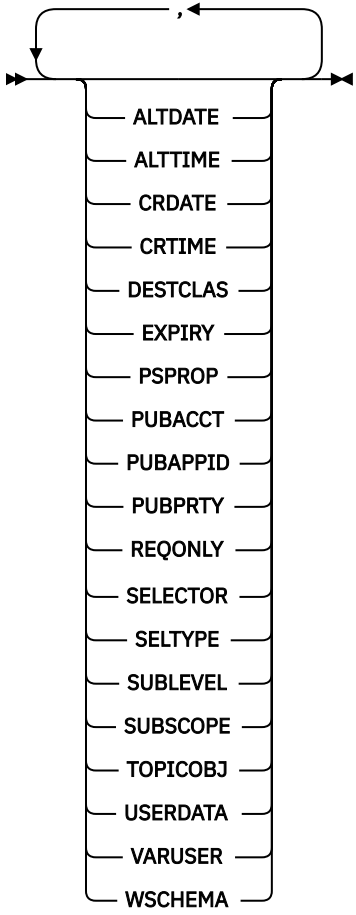 ,
ALTDATE
ALTTIME
CRDATE
CRTIME
DESTCLAS
EXPIRY
PSPROP
PUBACCT
PUBAPPID
PUBPRTY
REQONLY
SELECTOR
SELTYPE
SUBLEVEL
SUBSCOPE
TOPICOBJ
USERDATA
VARUSER
WSCHEMA